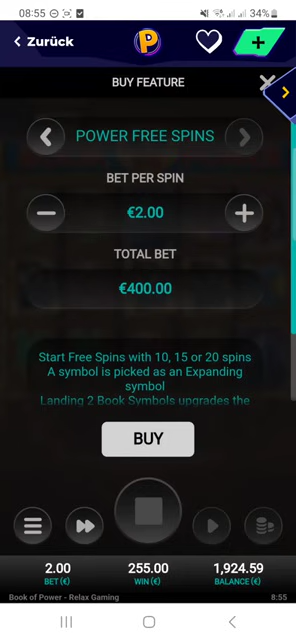 08:55
34%
Zurück
P
BUY FEATURE
POWER FREE SPINS
BET PER SPIN
€2.00
TOTAL BET
€400.00
Start Free Spins with 10, 15 or 20 spins
A symbol is picked as an Expanding
symbol
Landing 2 Book Symbols upgrades the
BUY
2.00 255.00 1,924.59
BET (€) WIN (€) BALANCE (€)
Book of Power - Relax Gaming 8:55